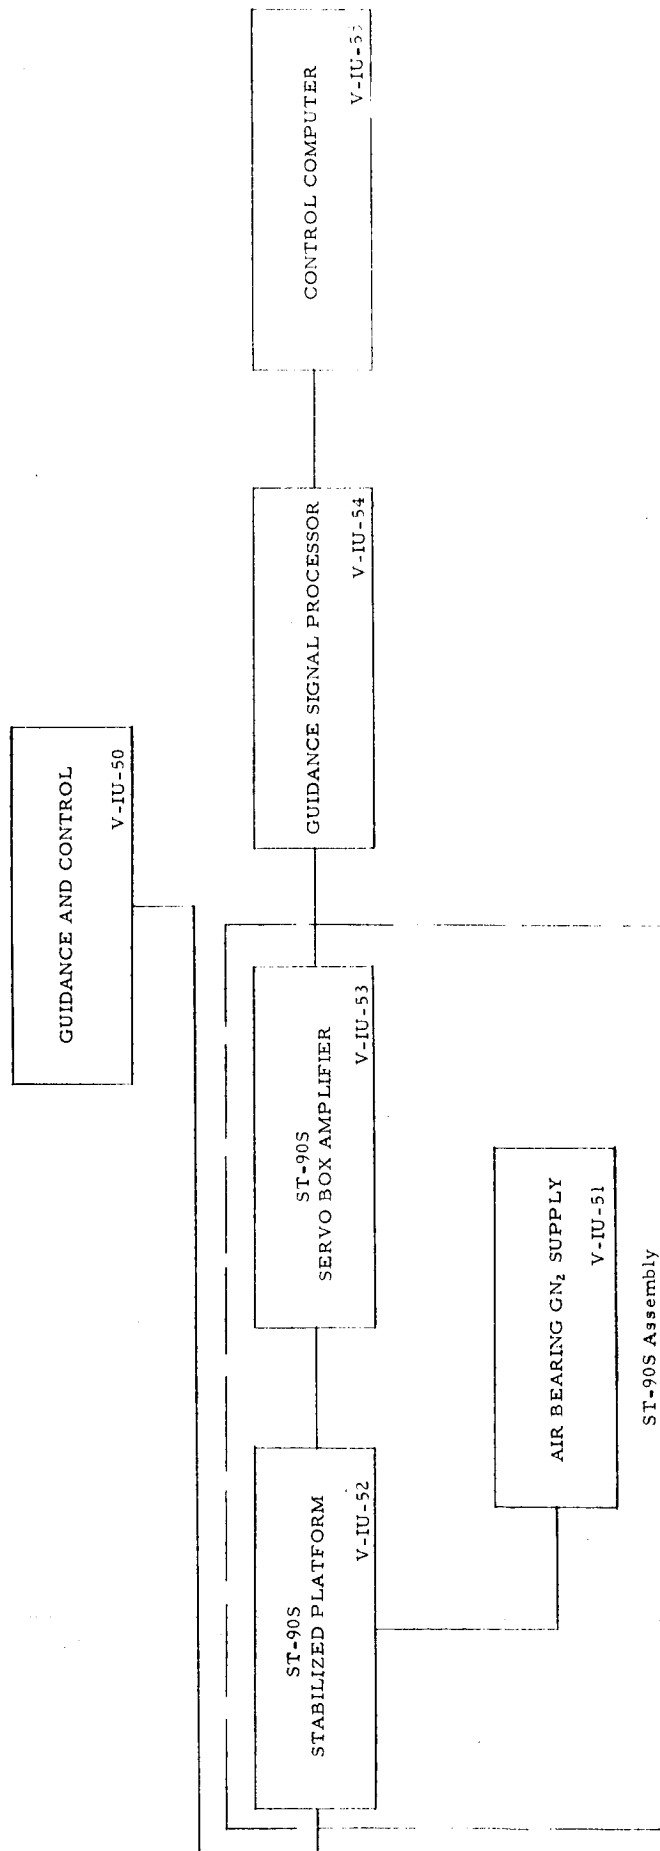 GUIDANCE AND CONTROL
V-IU-50
ST-90S
STABILIZED PLATFORM
V-IU-52
ST-90S
SERVO BOX AMPLIFIER
V-IU-53
GUIDANCE SIGNAL PROCESSOR
V-IU-54
CONTROL COMPUTER
AIR BEARING GN₂ SUPPLY
V-IU-51
ST-90S Assembly